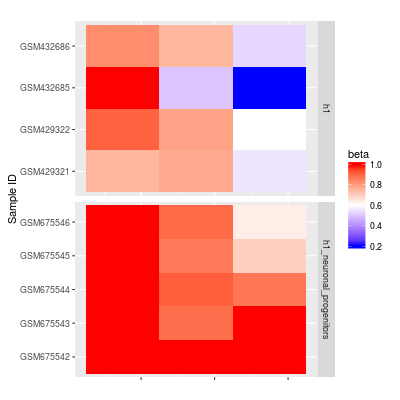 GSM432686
GSM432685
GSM429322
GSM429321
h1
GSM675546
GSM675545
GSM675544
GSM675543
GSM675542
h1_neuronal_progenitors
Sample ID
beta
1.0
0.8
0.6
0.4
0.2